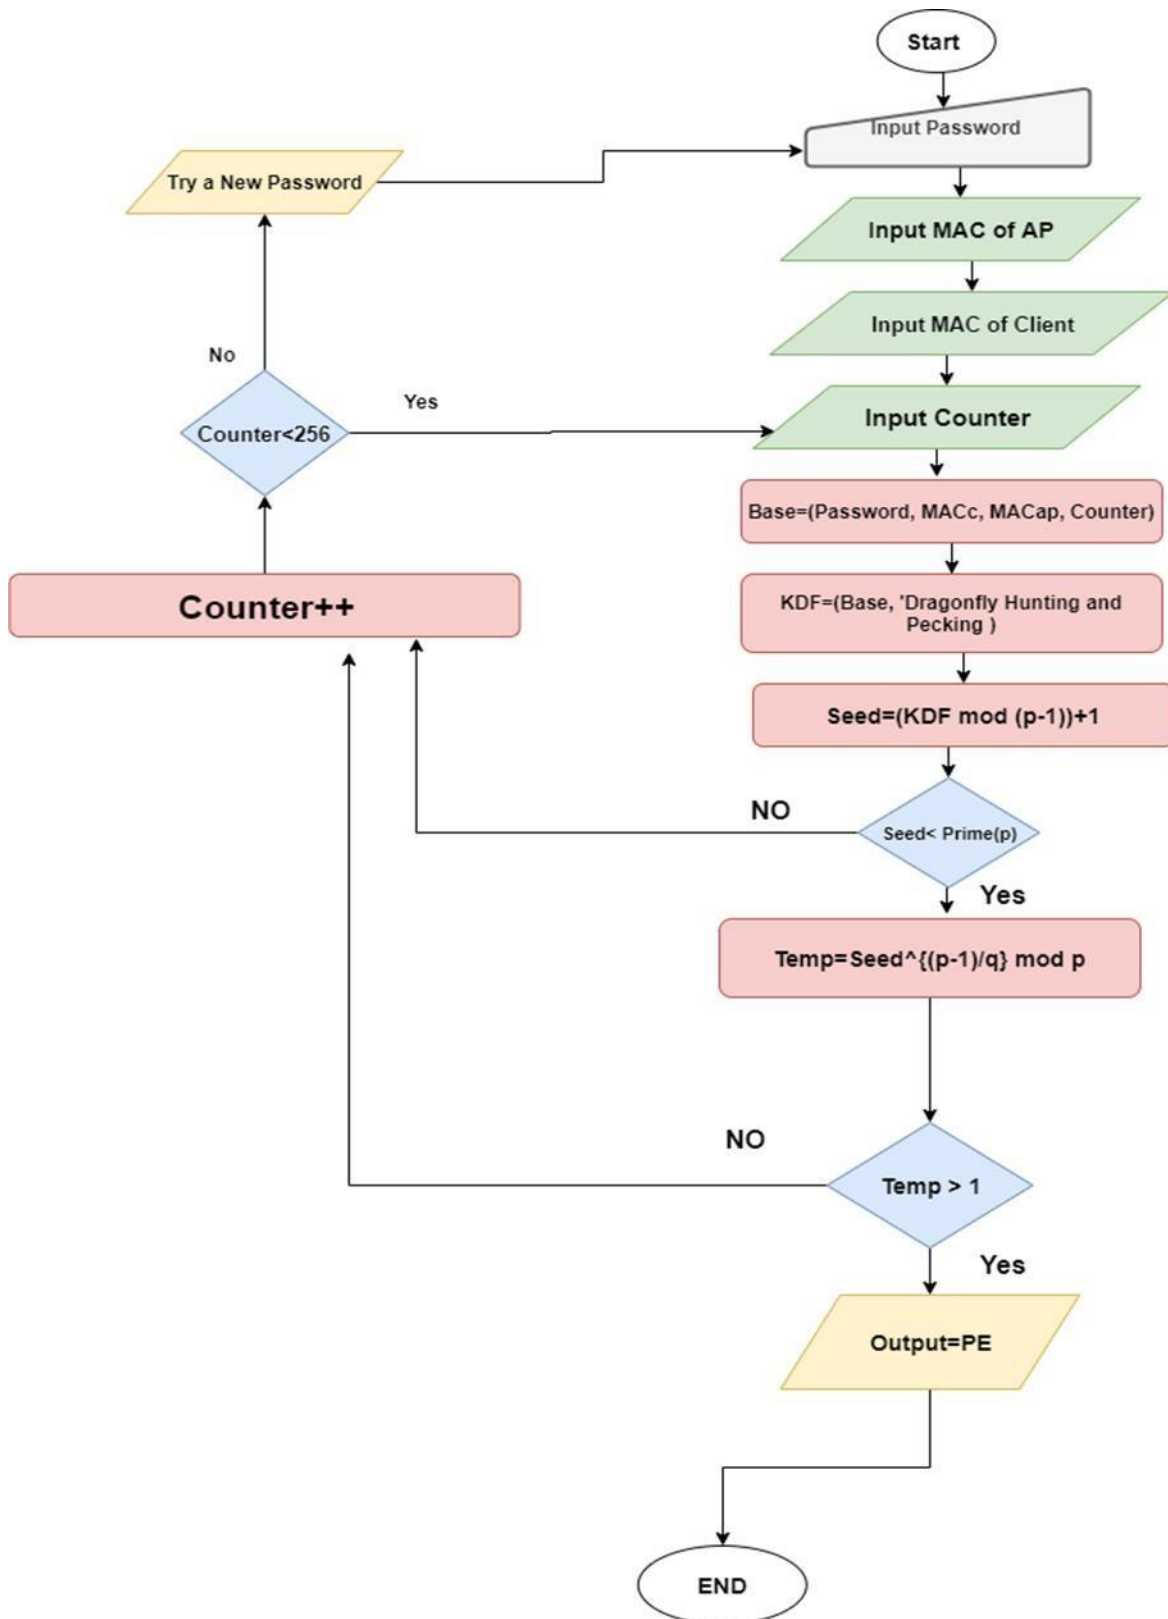 Start
Input Password
Try a New Password
Input MAC of AP
Input MAC of Client
No
Yes
Counter<256
Input Counter
Base=(Password, MACc, MACap, Counter)
Counter++
KDF=(Base, 'Dragonfly Hunting and
Pecking )
Seed=(KDF mod (p-1))+1
NO
Seed< Prime(p)
Yes
Temp=Seed^{(p-1)/q} mod p
NO
Temp > 1
Yes
Output=PE
END